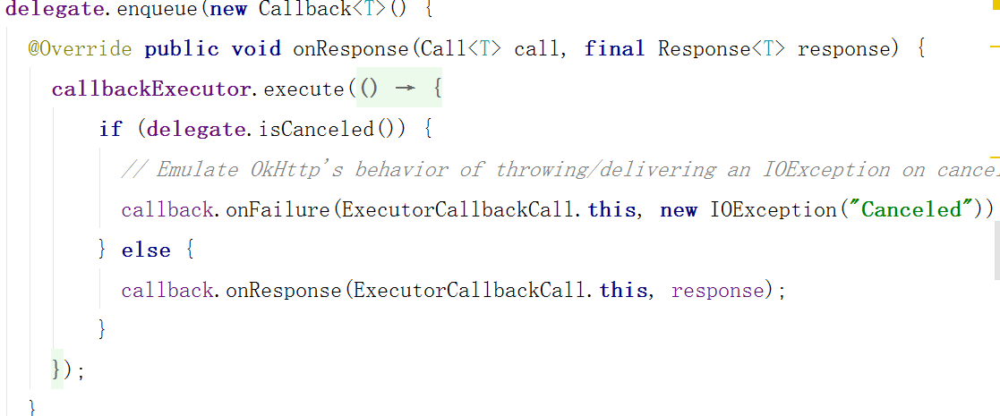 delegate.enqueue(new Callback<T>() {
@Override public void onResponse(Call<T> call, final Response<T> response) {
callbackExecutor.execute(() → {
if (delegate.isCanceled()) {
// Emulate OkHttp's behavior of throwing/delivering an IOException on cancel
callback.onFailure(ExecutorCallbackCall.this, new IOException("Canceled"))
} else {
callback.onResponse(ExecutorCallbackCall.this, response);
}
});
}